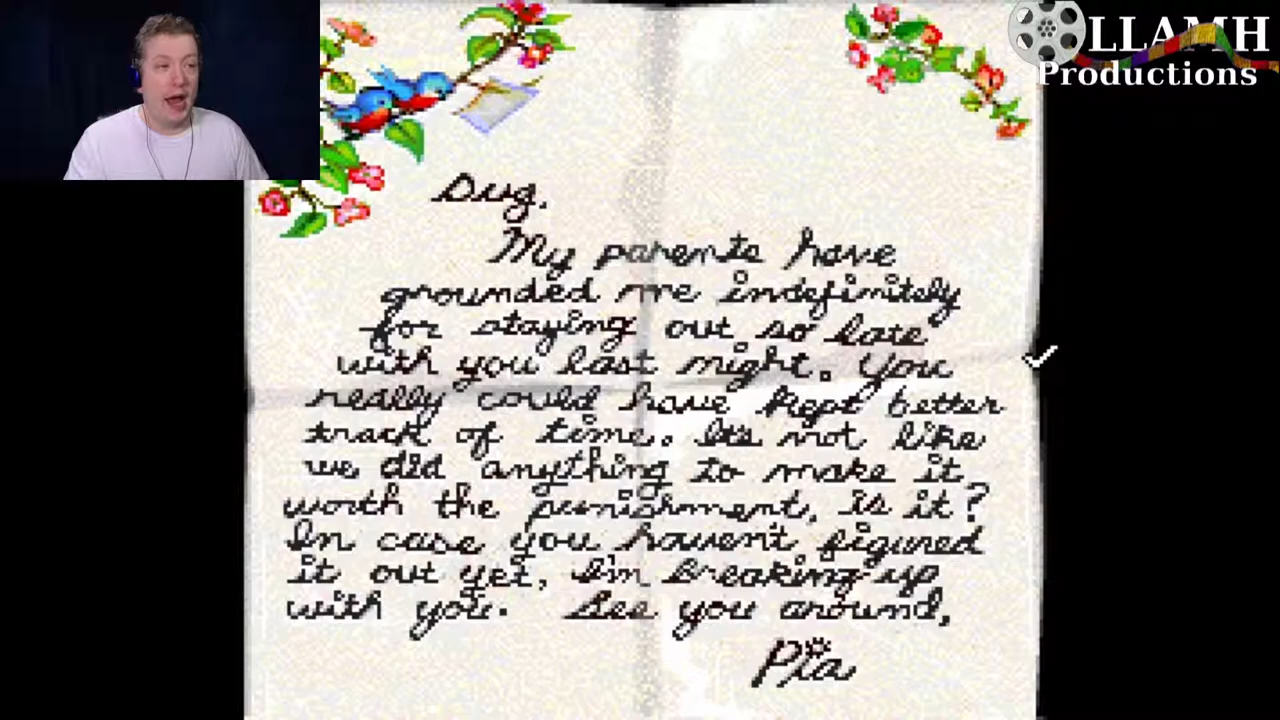 LLAMH
Productions
Dug,
My parents have
grounded me indefinitely
for staying out so late
with you last night. You
really could have kept better
track of time. It's not like
we did anything to make it
worth the punishment, is it?
In case you haven't figured
it out yet, I'm breaking up
with you. See you around,
Pia